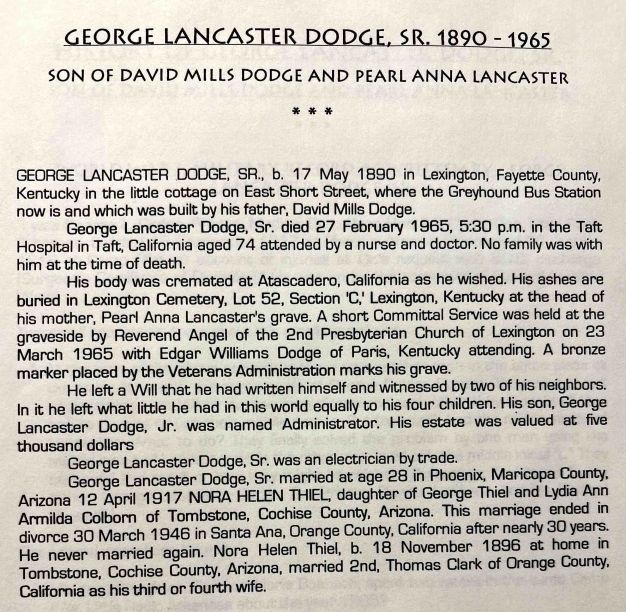 GEORGE LANCASTER DODGE, SR. 1890 - 1965
SON OF DAVID MILLS DODGE AND PEARL ANNA LANCASTER
* * *
GEORGE LANCASTER DODGE, SR., b. 17 May 1890 in Lexington, Fayette County,
Kentucky in the little cottage on East Short Street, where the Greyhound Bus Station
now is and which was built by his father, David Mills Dodge.
George Lancaster Dodge, Sr. died 27 February 1965, 5:30 p.m. in the Taft
Hospital in Taft, California aged 74 attended by a nurse and doctor. No family was with
him at the time of death.
His body was cremated at Atascadero, California as he wished. His ashes are
buried in Lexington Cemetery, Lot 52, Section 'C,' Lexington, Kentucky at the head of
his mother, Pearl Anna Lancaster's grave. A short Committal Service was held at the
graveside by Reverend Angel of the 2nd Presbyterian Church of Lexington on 23
March 1965 with Edgar Williams Dodge of Paris, Kentucky attending. A bronze
marker placed by the Veterans Administration marks his grave.
He left a Will that he had written himself and witnessed by two of his neighbors.
In it he left what little he had in this world equally to his four children. His son, George
Lancaster Dodge, Jr. was named Administrator. His estate was valued at five
thousand dollars
George Lancaster Dodge, Sr. was an electrician by trade.
George Lancaster Dodge, Sr. married at age 28 in Phoenix, Maricopa County,
Arizona 12 April 1917 NORA HELEN THIEL, daughter of George Thiel and Lydia Ann
Armilda Colborn of Tombstone, Cochise County, Arizona. This marriage ended in
divorce 30 March 1946 in Santa Ana, Orange County, California after nearly 30 years.
He never married again. Nora Helen Thiel, b. 18 November 1896 at home in
Tombstone, Cochise County, Arizona, married 2nd, Thomas Clark of Orange County,
California as his third or fourth wife.